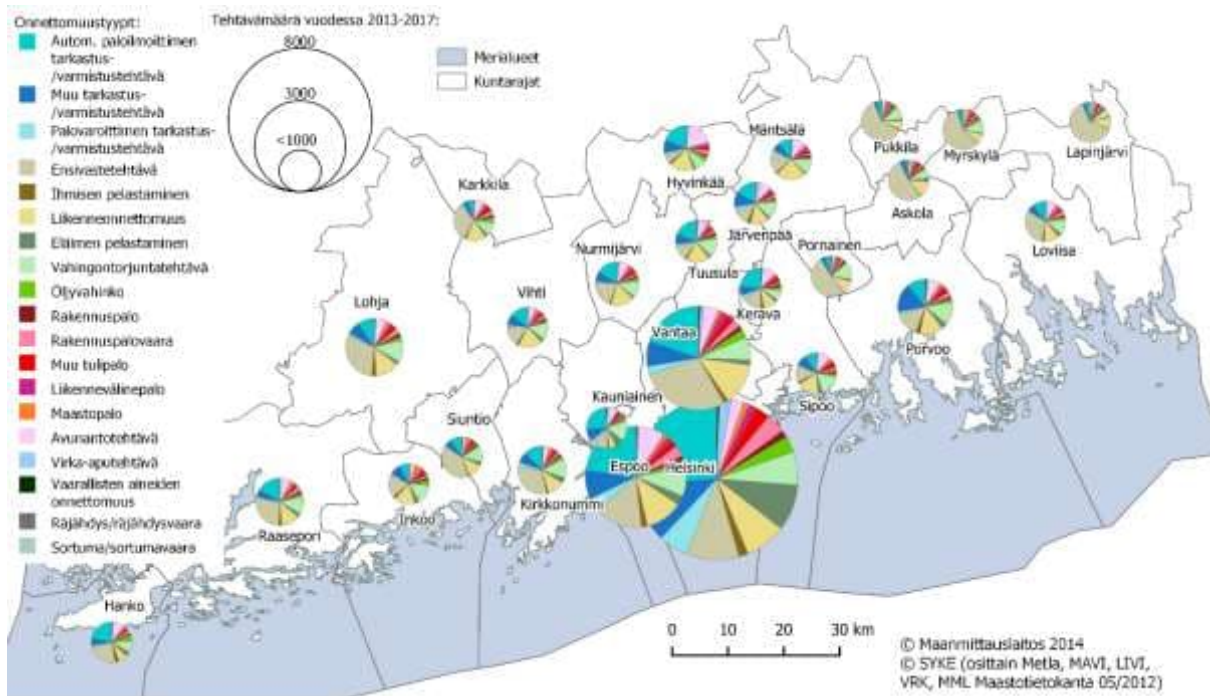 Onnettomuustyypit:
Autom. paloilmoittimen
tarkastus-
/varmistustehtävä
Muu tarkastus-
/varmistustehtävä
Palovaroittimen tarkastus-
/varmistustehtävä
Ensivastetehtävä
Ihmisen pelastaminen
Liikenneonnettomuus
Eläimen pelastaminen
Vahingontorjuntatehtävä
Öljyvahinko
Rakennuspalo
Rakennuspalovaara
Muu tulipalo
Liikennevälinepalo
Maastopalo
Avunantotehtävä
Virka-aputehtävä
Vaarallisten aineiden
onnettomuus
Räjähdys/räjähdysvaara
Sortuma/sortumavaara
Tehtävämäärä vuodessa 2013-2017:
8000
3000
<1000
Merialueet
Kuntarajat
Mäntsälä
Pukkila
Myrskylä
Lapinjärvi
Hyvinkää
Karkkila
Askola
Järvenpää
Nurmijärvi
Pornainen
Loviisa
Tuusula
Lohja
Vihti
Kerava
Vantaa
Porvoo
Kauniainen
Sipoo
Siuntio
Espoo
Helsinki
Kirkkonummi
Inkoo
Raasepori
Hanko
0 10 20 30 km
© Maanmittauslaitos 2014
© SYKE (osittain Metla, MAVI, LIVI,
VRK, MML Maastotietokanta 05/2012)